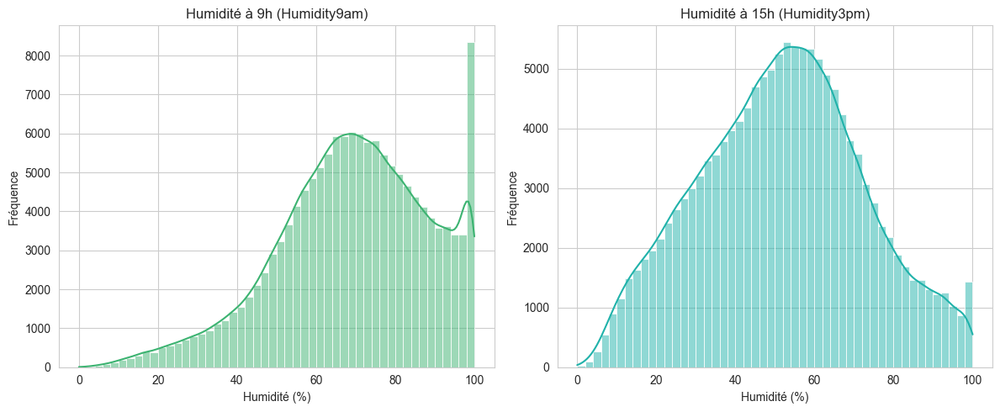 Humidité à 9h (Humidity9am)
Fréquence
8000
7000
6000
5000
4000
3000
2000
1000
0
0 20 40 60 80 100
Humidité (%)
Humidité à 15h (Humidity3pm)
Fréquence
5000
4000
3000
2000
1000
0
0 20 40 60 80 100
Humidité (%)